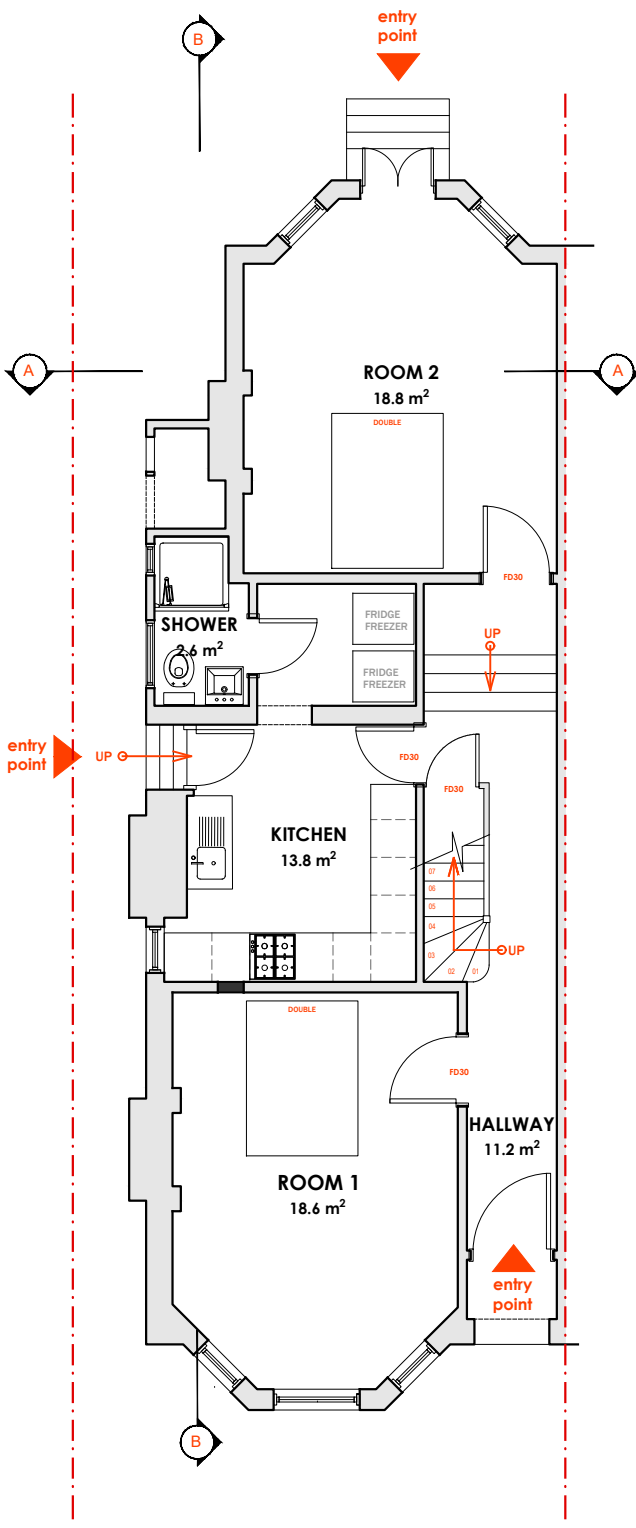 entry
point
B
A
A
ROOM 2
18.8 m²
DOUBLE
FD30
UP
FRIDGE
FREEZER
FRIDGE
FREEZER
SHOWER
2.6 m²
entry
point
UP
FD30
FD30
KITCHEN
13.8 m²
07
06
05
04
03
02
01
UP
DOUBLE
FD30
HALLWAY
11.2 m²
ROOM 1
18.6 m²
entry
point
B